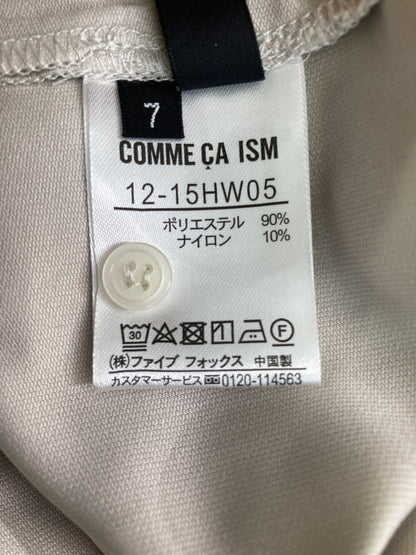 7
COMME ÇA ISM
12-15HW05
ポリエステル 90%
ナイロン 10%
30 F
(株)ファイブ フォックス 中国製
カスタマーサービス 0120-114563